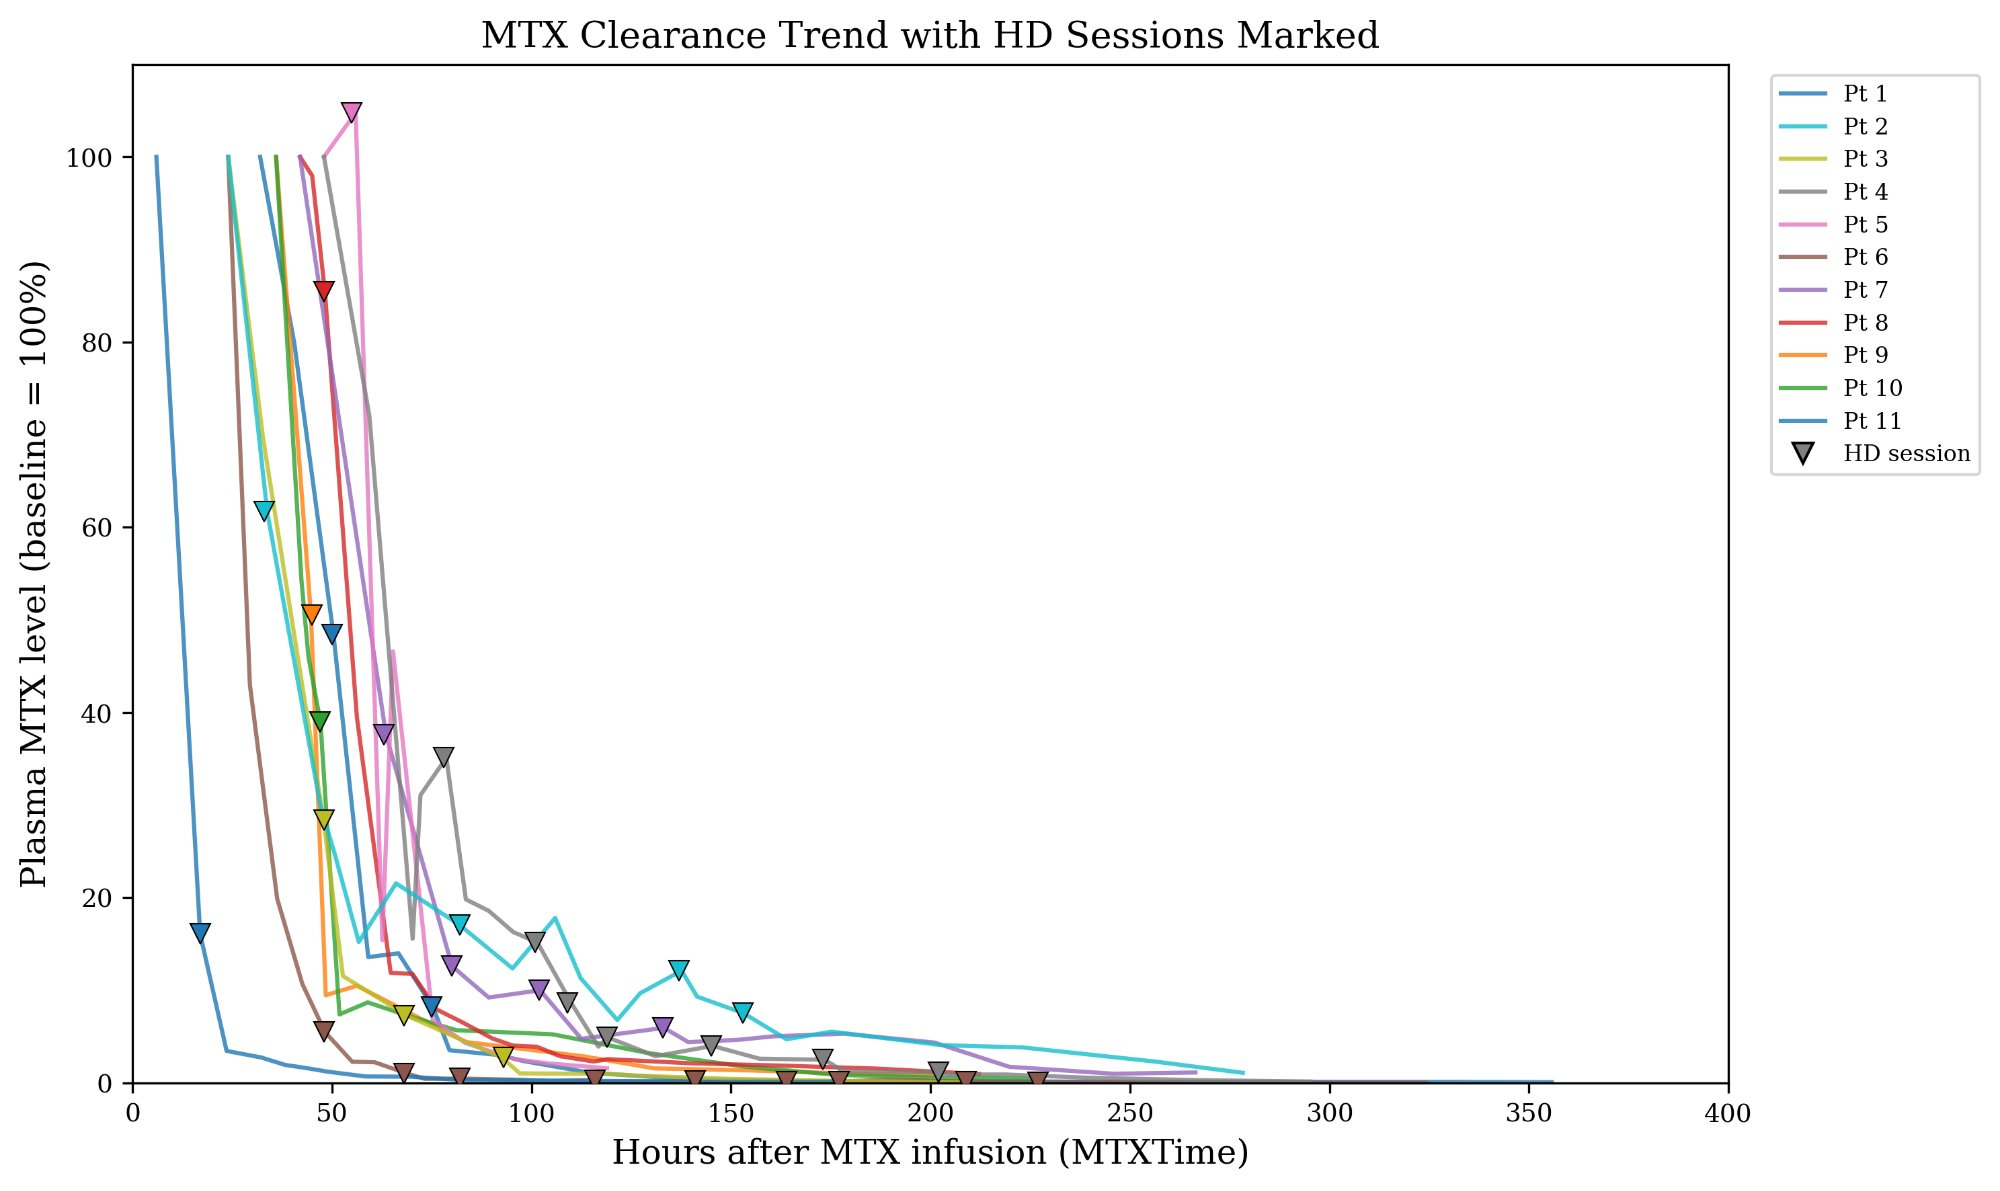 MTX Clearance Trend with HD Sessions Marked
Plasma MTX level (baseline = 100%)
100
80
60
40
20
0
0 50 100 150 200 250 300 350 400
Hours after MTX infusion (MTXTime)
Pt 1
Pt 2
Pt 3
Pt 4
Pt 5
Pt 6
Pt 7
Pt 8
Pt 9
Pt 10
Pt 11
HD session